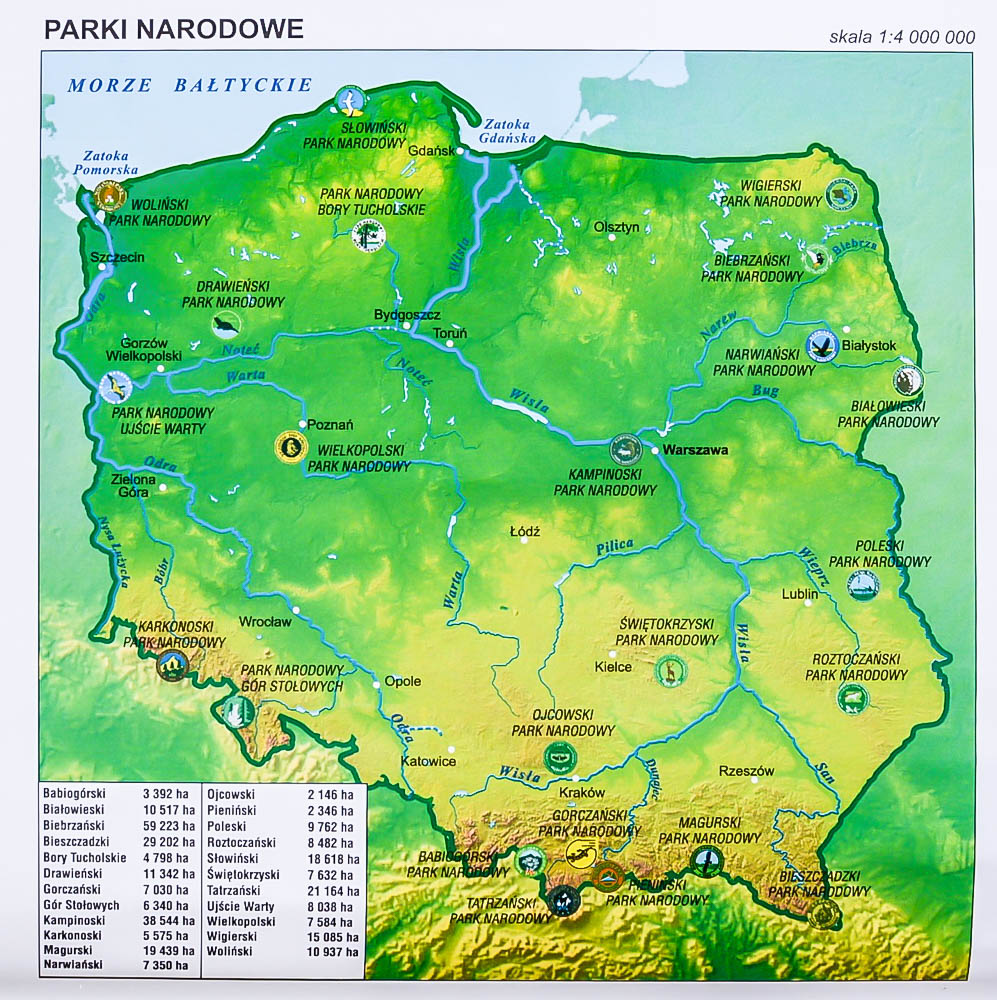 PARKI NARODOWE
skala 1:4 000 000
MORZE BAŁTYCKIE
SŁOWIŃSKI
PARK NARODOWY
Zatoka
Gdańska
Gdańsk
Zatoka
Pomorska
WOLIŃSKI
PARK NARODOWY
PARK NARODOWY
BORY TUCHOLSKIE
WIGIERSKI
PARK NARODOWY
Olsztyn
Wisła
Biebrza
Szczecin
BIEBRZAŃSKI
PARK NARODOWY
Odra
DRAWIEŃSKI
PARK NARODOWY
Bydgoszcz
Toruń
Narew
Gorzów
Wielkopolski
Noteć
NARWIAŃSKI
PARK NARODOWY
Białystok
Warta
Noteć
Wisła
Bug
PARK NARODOWY
UJŚCIE WARTY
BIAŁOWIESKI
PARK NARODOWY
Poznań
WIELKOPOLSKI
PARK NARODOWY
Warszawa
KAMPINOSKI
PARK NARODOWY
Odra
Zielona
Góra
Łódź
Nysa Łużycka
Bóbr
Warta
Pilica
Wieprz
POLESKI
PARK NARODOWY
Lublin
Wrocław
KARKONOSKI
PARK NARODOWY
ŚWIĘTOKRZYSKI
PARK NARODOWY
Wisła
Kielce
ROZTOCZAŃSKI
PARK NARODOWY
PARK NARODOWY
GÓR STOŁOWYCH
Opole
Odra
OJCOWSKI
PARK NARODOWY
Katowice
Wisła
Kraków
Dunajec
Rzeszów
San
GORCZAŃSKI
PARK NARODOWY
MAGURSKI
PARK NARODOWY
BABIOGÓRSKI
PARK NARODOWY
PIENIŃSKI
PARK NARODOWY
BIESZCZADZKI
PARK NARODOWY
TATRZAŃSKI
PARK NARODOWY
Babiogórski 3 392 ha
Białowieski 10 517 ha
Biebrzański 59 223 ha
Bieszczadzki 29 202 ha
Bory Tucholskie 4 798 ha
Drawieński 11 342 ha
Gorczański 7 030 ha
Gór Stołowych 6 340 ha
Kampinoski 38 544 ha
Karkonoski 5 575 ha
Magurski 19 439 ha
Narwiański 7 350 ha
Ojcowski 2 146 ha
Pieniński 2 346 ha
Poleski 9 762 ha
Roztoczański 8 482 ha
Słowiński 18 618 ha
Świętokrzyski 7 632 ha
Tatrzański 21 164 ha
Ujście Warty 8 038 ha
Wielkopolski 7 584 ha
Wigierski 15 085 ha
Woliński 10 937 ha